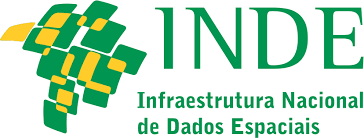 INDE
Infraestrutura Nacional
de Dados Espaciais